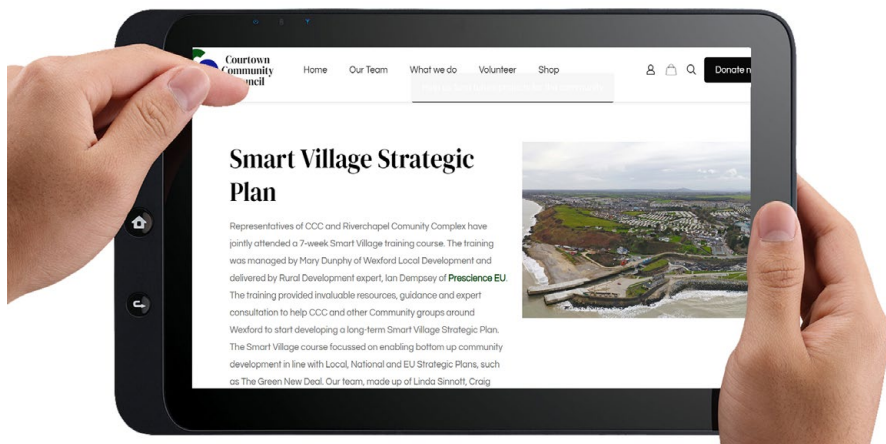 Courtown
Community
Home Our Team What we do Volunteer Shop
Smart Village Strategic
Plan
Representatives of CCC and Riverchapel Comunity Complex have
jointly attended a 7-week Smart Village training course. The training
was managed by Mary Dunphy of Wexford Local Development and
delivered by Rural Development expert, Ian Dempsey of Prescience EU.
The training provided invaluable resources, guidance and expert
consultation to help CCC and other Community groups around
Wexford to start developing a long-term Smart Village Strategic Plan.
The Smart Village course focussed on enabling bottom up community
development in line with Local, National and EU Strategic Plans, such
as The Green New Deal. Our team, made up of Linda Sinnott, Craig
Donate